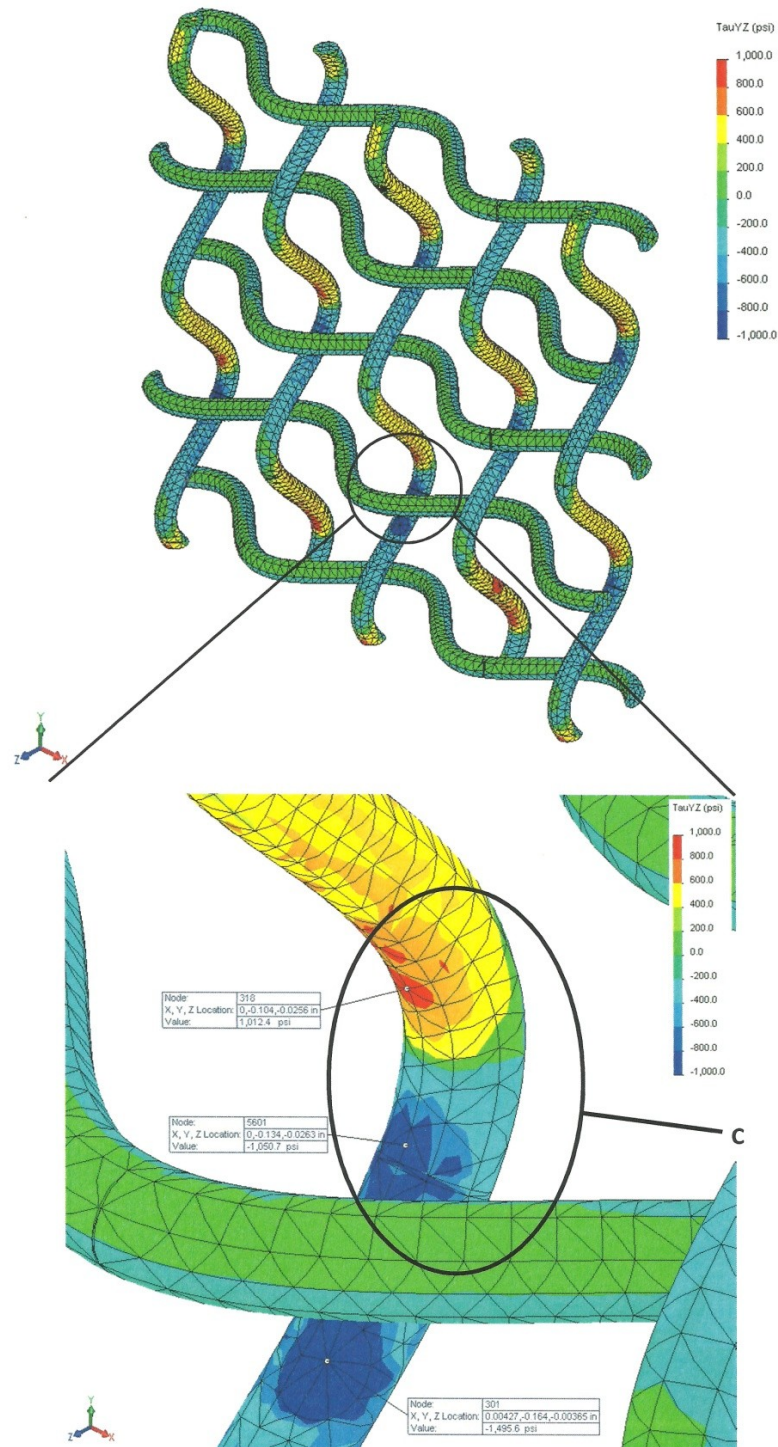 TauYZ (psi)
1,000.0
800.0
600.0
400.0
200.0
0.0
-200.0
-400.0
-600.0
-800.0
-1,000.0
Y
Z
X
TauYZ (psi)
1,000.0
800.0
600.0
400.0
200.0
0.0
-200.0
-400.0
-600.0
-800.0
-1,000.0
Node: 318
X, Y, Z Location: 0,-0.104,-0.0256 in
Value: 1,012.4 psi
Node: 5601
X, Y, Z Location: 0,-0.134,-0.0263 in
Value: -1,050.7 psi
C
Node: 301
X, Y, Z Location: 0.00427,-0.164,-0.00365 in
Value: -1,495.6 psi
Y
Z
X